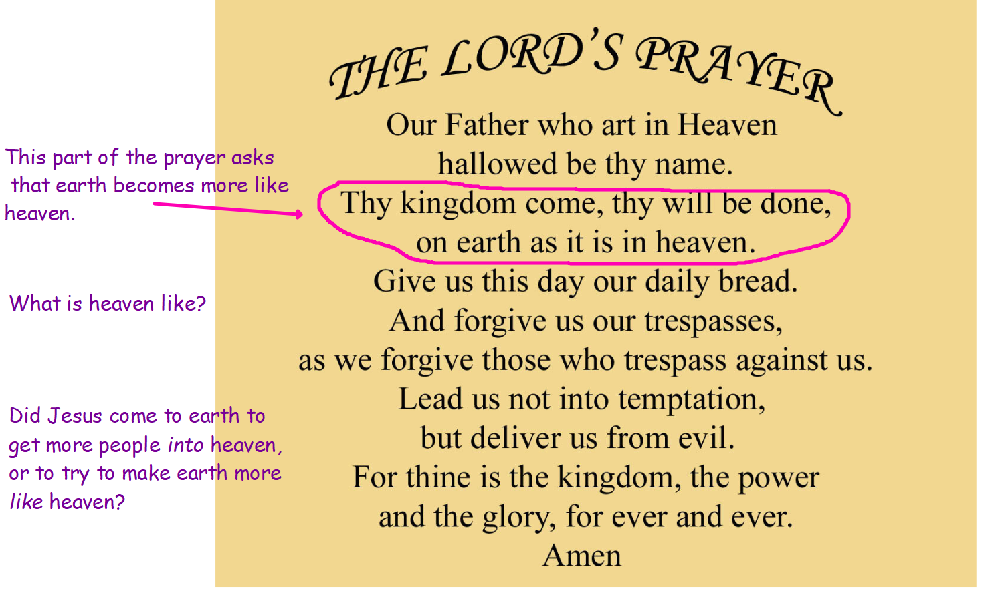 THE LORD'S PRAYER
Our Father who art in Heaven
hallowed be thy name.
Thy kingdom come, thy will be done,
on earth as it is in heaven.
Give us this day our daily bread.
And forgive us our trespasses,
as we forgive those who trespass against us.
Lead us not into temptation,
but deliver us from evil.
For thine is the kingdom, the power
and the glory, for ever and ever.
Amen
This part of the prayer asks
that earth becomes more like
heaven.
What is heaven like?
Did Jesus come to earth to
get more people into heaven,
or to try to make earth more
like heaven?